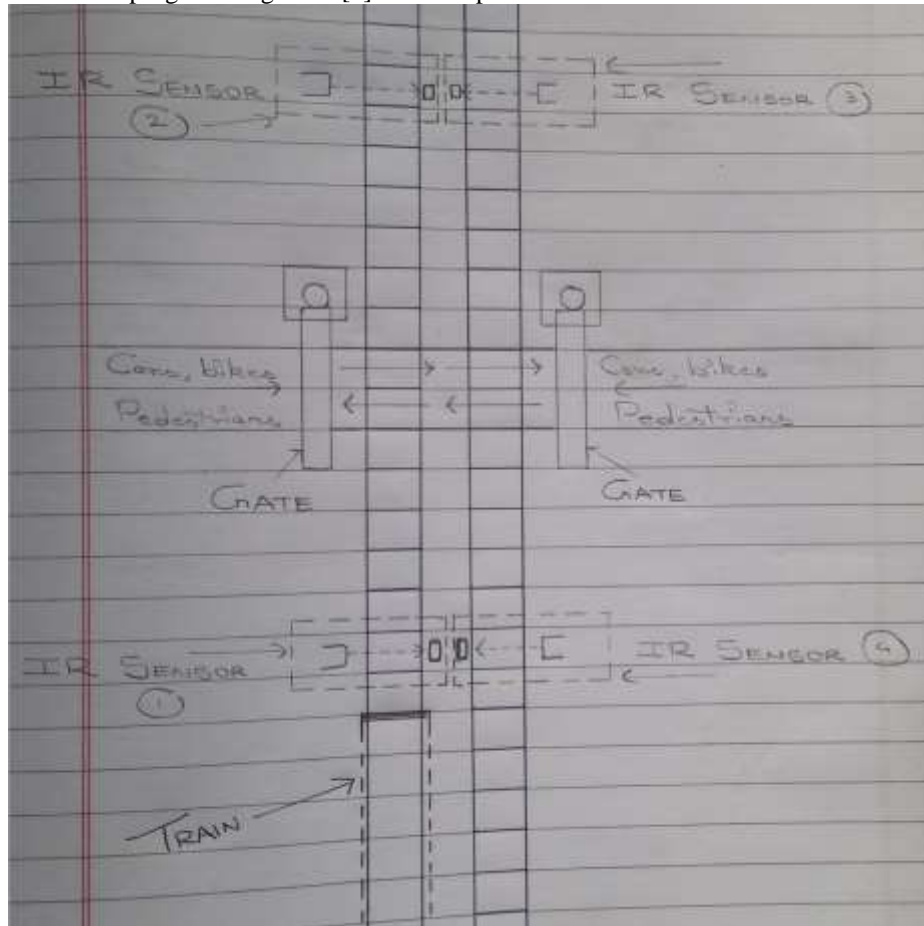 IR SENSOR
2
IR SENSOR 3
Cars, bikes
Pedestrians
Cars, bikes
Pedestrians
GATE
GATE
IR SENSOR
1
IR SENSOR 4
TRAIN